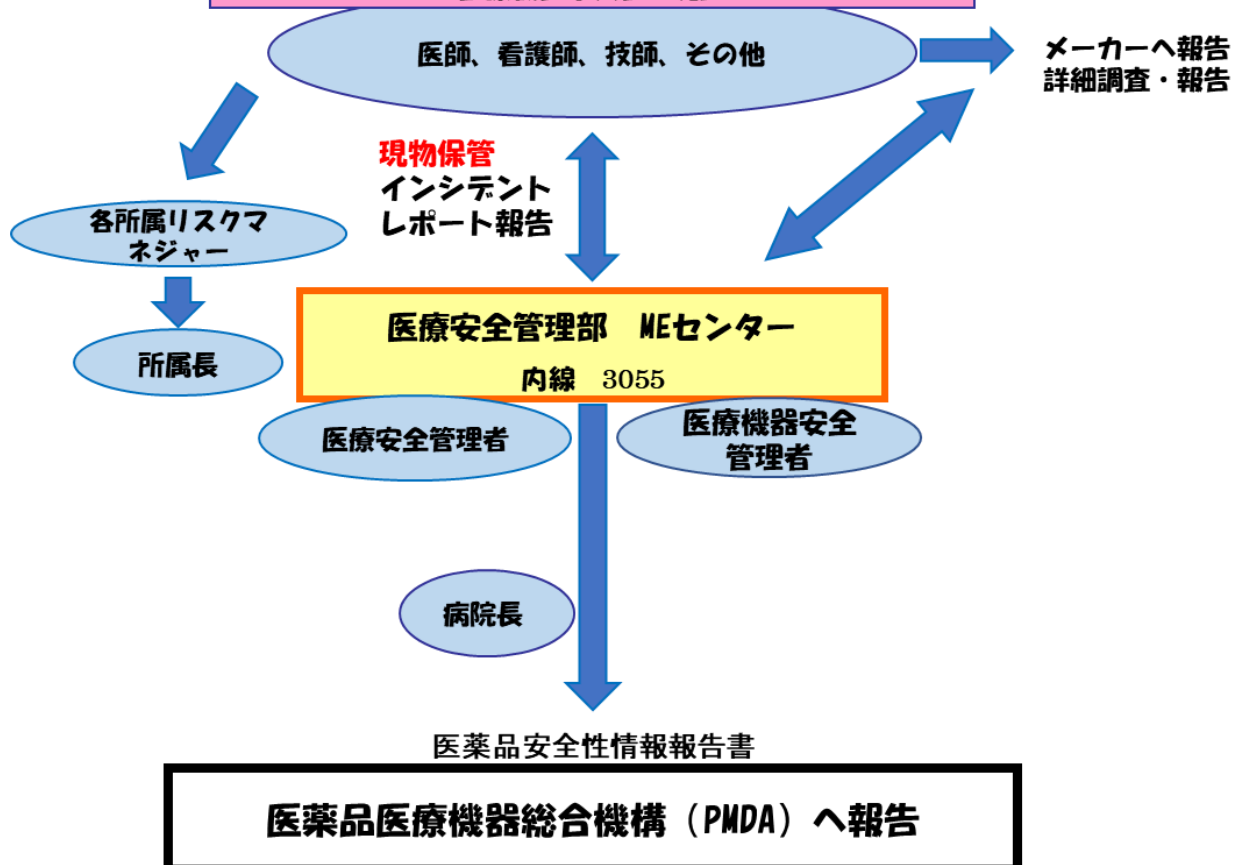 医師、看護師、技師、その他
メーカーへ報告
詳細調査・報告
現物保管
インシデント
レポート報告
各所属リスクマ
ネジャー
所属長
医療安全管理部　MEセンター
内線　3055
医療安全管理者
医療機器安全
管理者
病院長
医薬品安全性情報報告書
医薬品医療機器総合機構（PMDA）へ報告